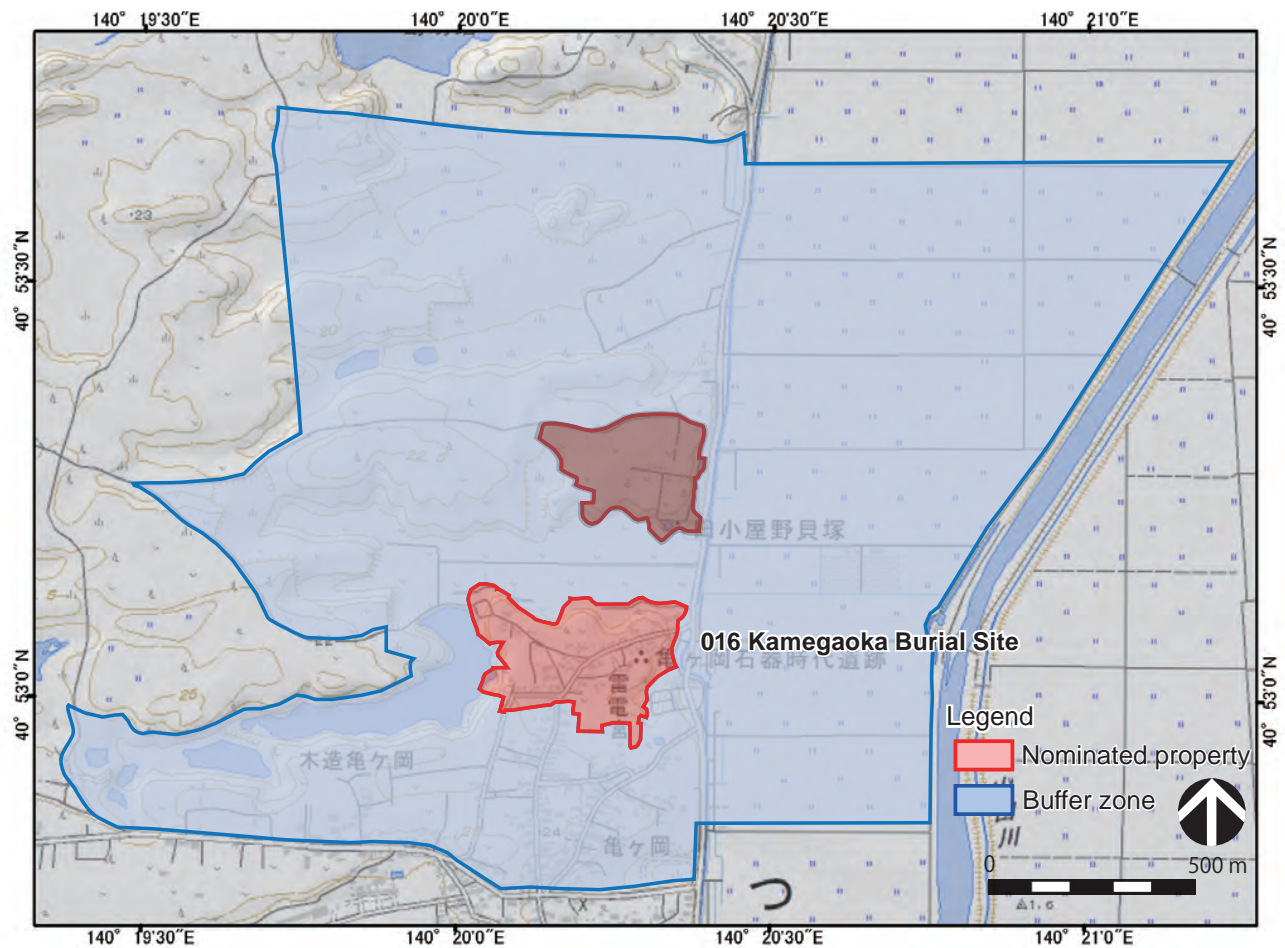 140° 19'30"E
140° 20'0"E
140° 20'30"E
140° 21'0"E
23
40° 53'30"N
40° 53'30"N
20
22
田小屋野貝塚
5
016 Kamegaoka Burial Site
亀ヶ岡石器時代遺跡
25
40° 53'0"N
40° 53'0"N
Legend
Nominated property
木造亀ケ岡
Buffer zone
川
24
亀ヶ岡
0
500 m
つ
1.6
140° 19'30"E
140° 20'0"E
140° 20'30"E
140° 21'0"E